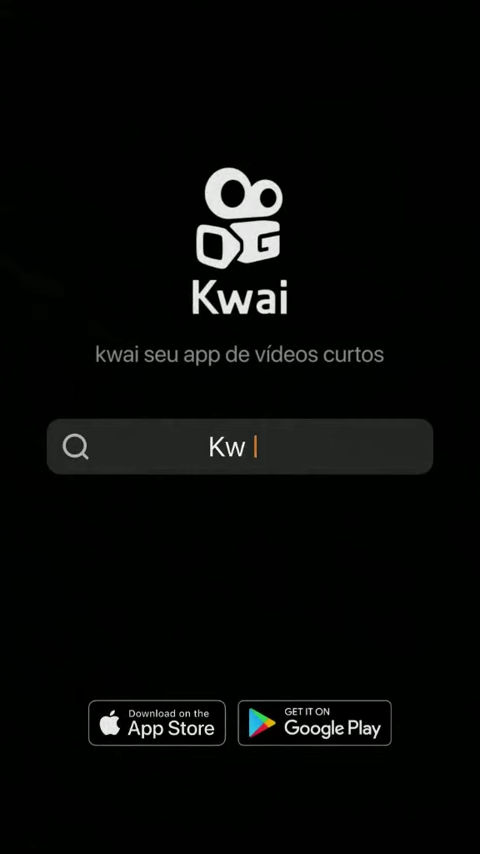 Kwai
kwai seu app de vídeos curtos
Kw
Download on the
App Store
GET IT ON
Google Play